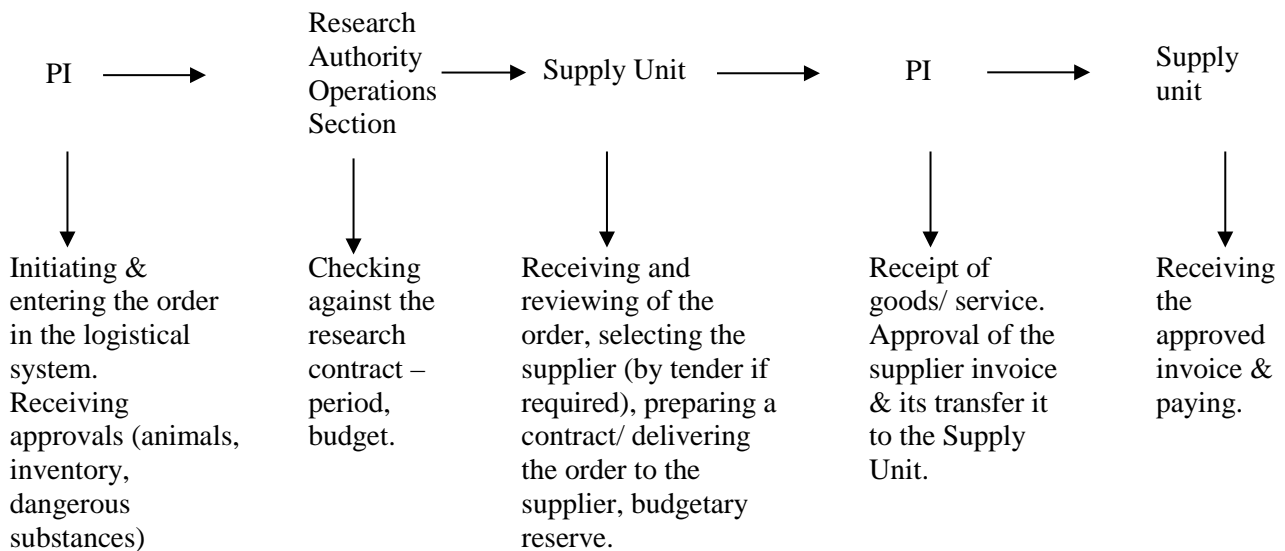 PI
Research
Authority
Operations
Section
Supply Unit
PI
Supply
unit
Initiating &
entering the order
in the logistical
system.
Receiving
approvals (animals,
inventory,
dangerous
substances)
Checking
against the
research
contract –
period,
budget.
Receiving and
reviewing of the
order, selecting the
supplier (by tender if
required), preparing a
contract/ delivering
the order to the
supplier, budgetary
reserve.
Receipt of
goods/ service.
Approval of the
supplier invoice
& its transfer it
to the Supply
Unit.
Receiving
the
approved
invoice &
paying.